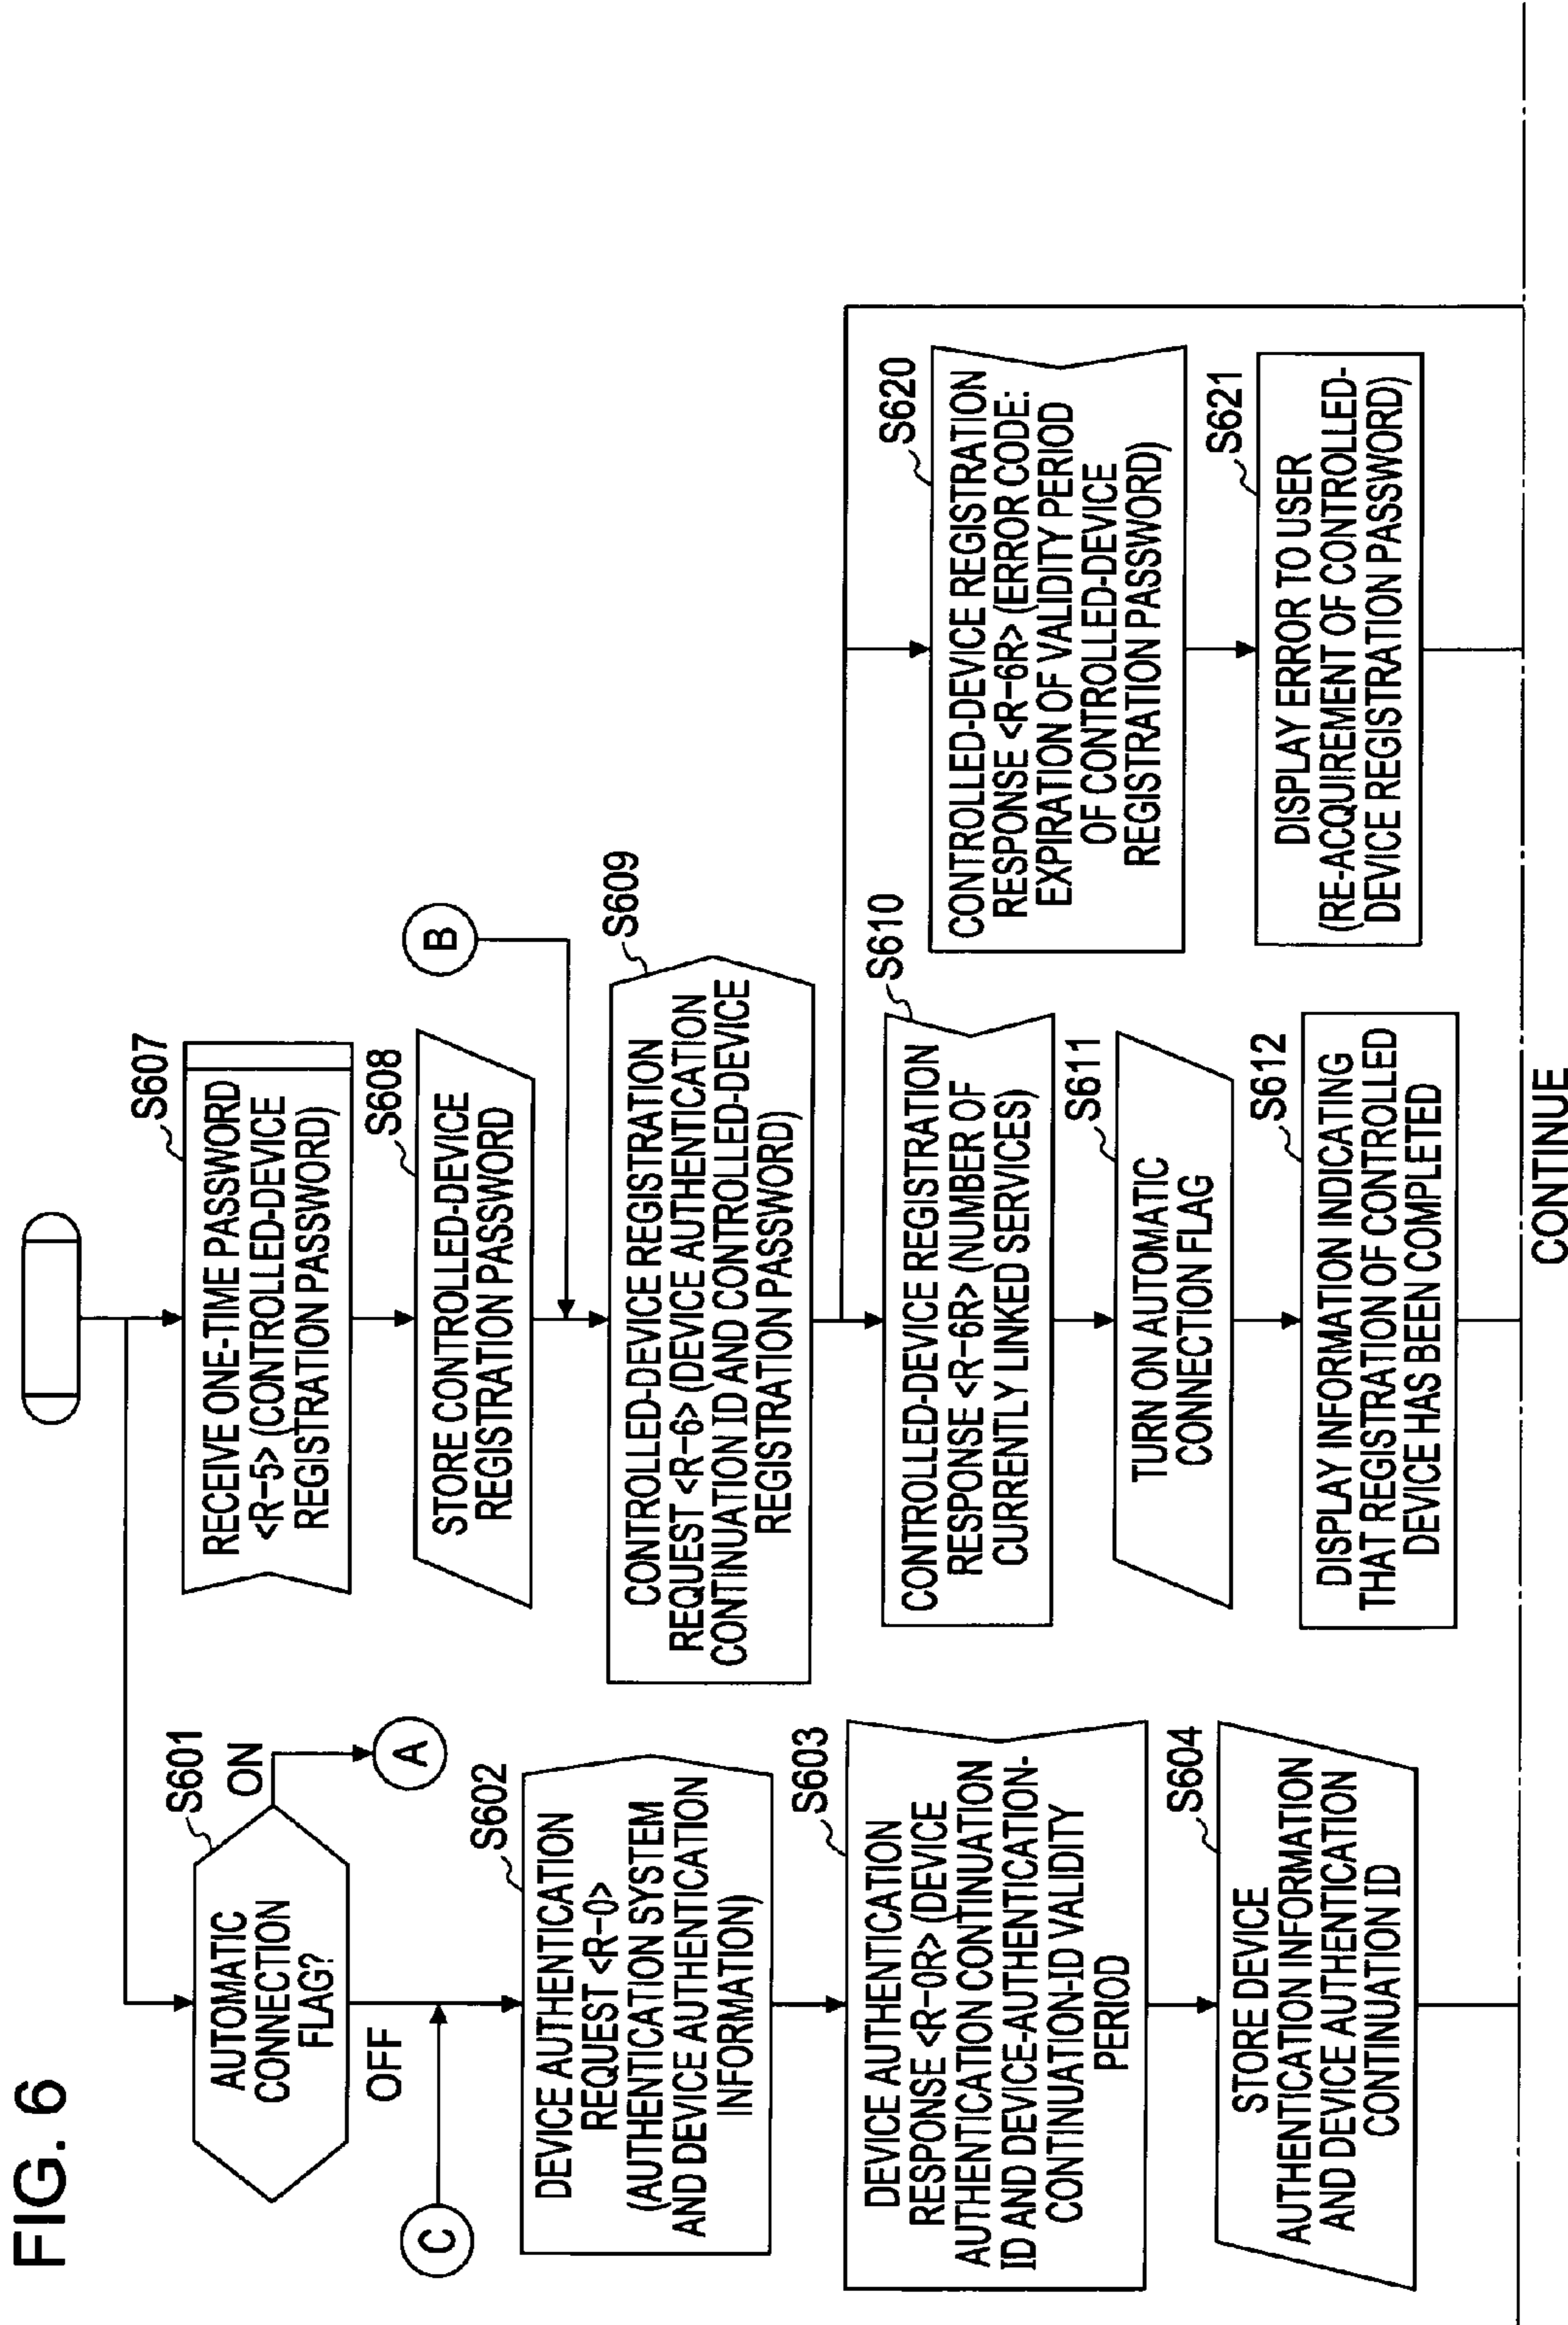 FIG. 6
S601
AUTOMATIC
CONNECTION
FLAG?
ON
A
OFF
C
S602
DEVICE AUTHENTICATION
REQUEST <R-0>
(AUTHENTICATION SYSTEM
AND DEVICE AUTHENTICATION
INFORMATION)
S603
DEVICE AUTHENTICATION
RESPONSE <R-0R> (DEVICE
AUTHENTICATION CONTINUATION
ID AND DEVICE-AUTHENTICATION-
CONTINUATION-ID VALIDITY
PERIOD
S604
STORE DEVICE
AUTHENTICATION INFORMATION
AND DEVICE AUTHENTICATION
CONTINUATION ID
S607
RECEIVE ONE-TIME PASSWORD
<R-5> (CONTROLLED-DEVICE
REGISTRATION PASSWORD)
S608
STORE CONTROLLED-DEVICE
REGISTRATION PASSWORD
B
S609
CONTROLLED-DEVICE REGISTRATION
REQUEST <R-6> (DEVICE AUTHENTICATION
CONTINUATION ID AND CONTROLLED-DEVICE
REGISTRATION PASSWORD)
S610
CONTROLLED-DEVICE REGISTRATION
RESPONSE <R-6R> (NUMBER OF
CURRENTLY LINKED SERVICES)
S611
TURN ON AUTOMATIC
CONNECTION FLAG
S612
DISPLAY INFORMATION INDICATING
THAT REGISTRATION OF CONTROLLED
DEVICE HAS BEEN COMPLETED
S620
CONTROLLED-DEVICE REGISTRATION
RESPONSE <R-6R> (ERROR CODE:
EXPIRATION OF VALIDITY PERIOD
OF CONTROLLED-DEVICE
REGISTRATION PASSWORD)
S621
DISPLAY ERROR TO USER
(RE-ACQUIREMENT OF CONTROLLED-
DEVICE REGISTRATION PASSWORD)
CONTINUE